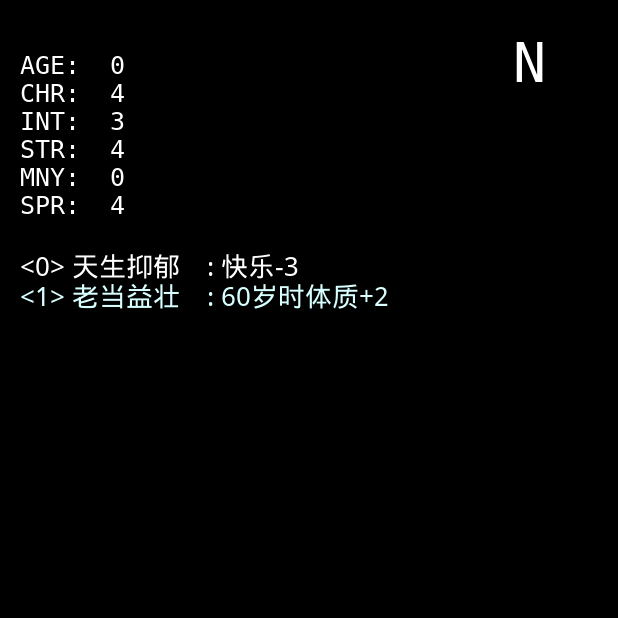 N
AGE: 0
CHR: 4
INT: 3
STR: 4
MNY: 0
SPR: 4
<0> 天生抑郁 : 快乐-3
<1> 老当益壮 : 60岁时体质+2